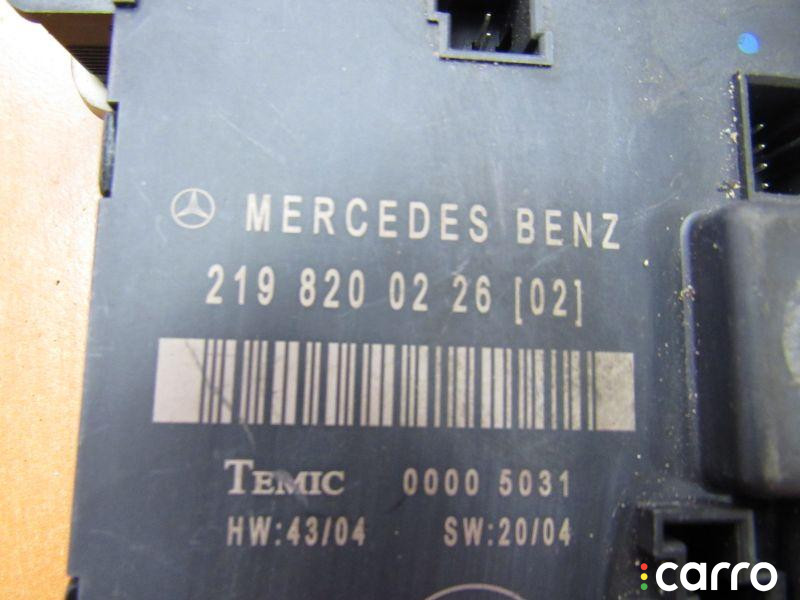 MERCEDES BENZ
219 820 02 26 [02]
TEMIC 0000 5031
HW:43/04 SW:20/04
carro